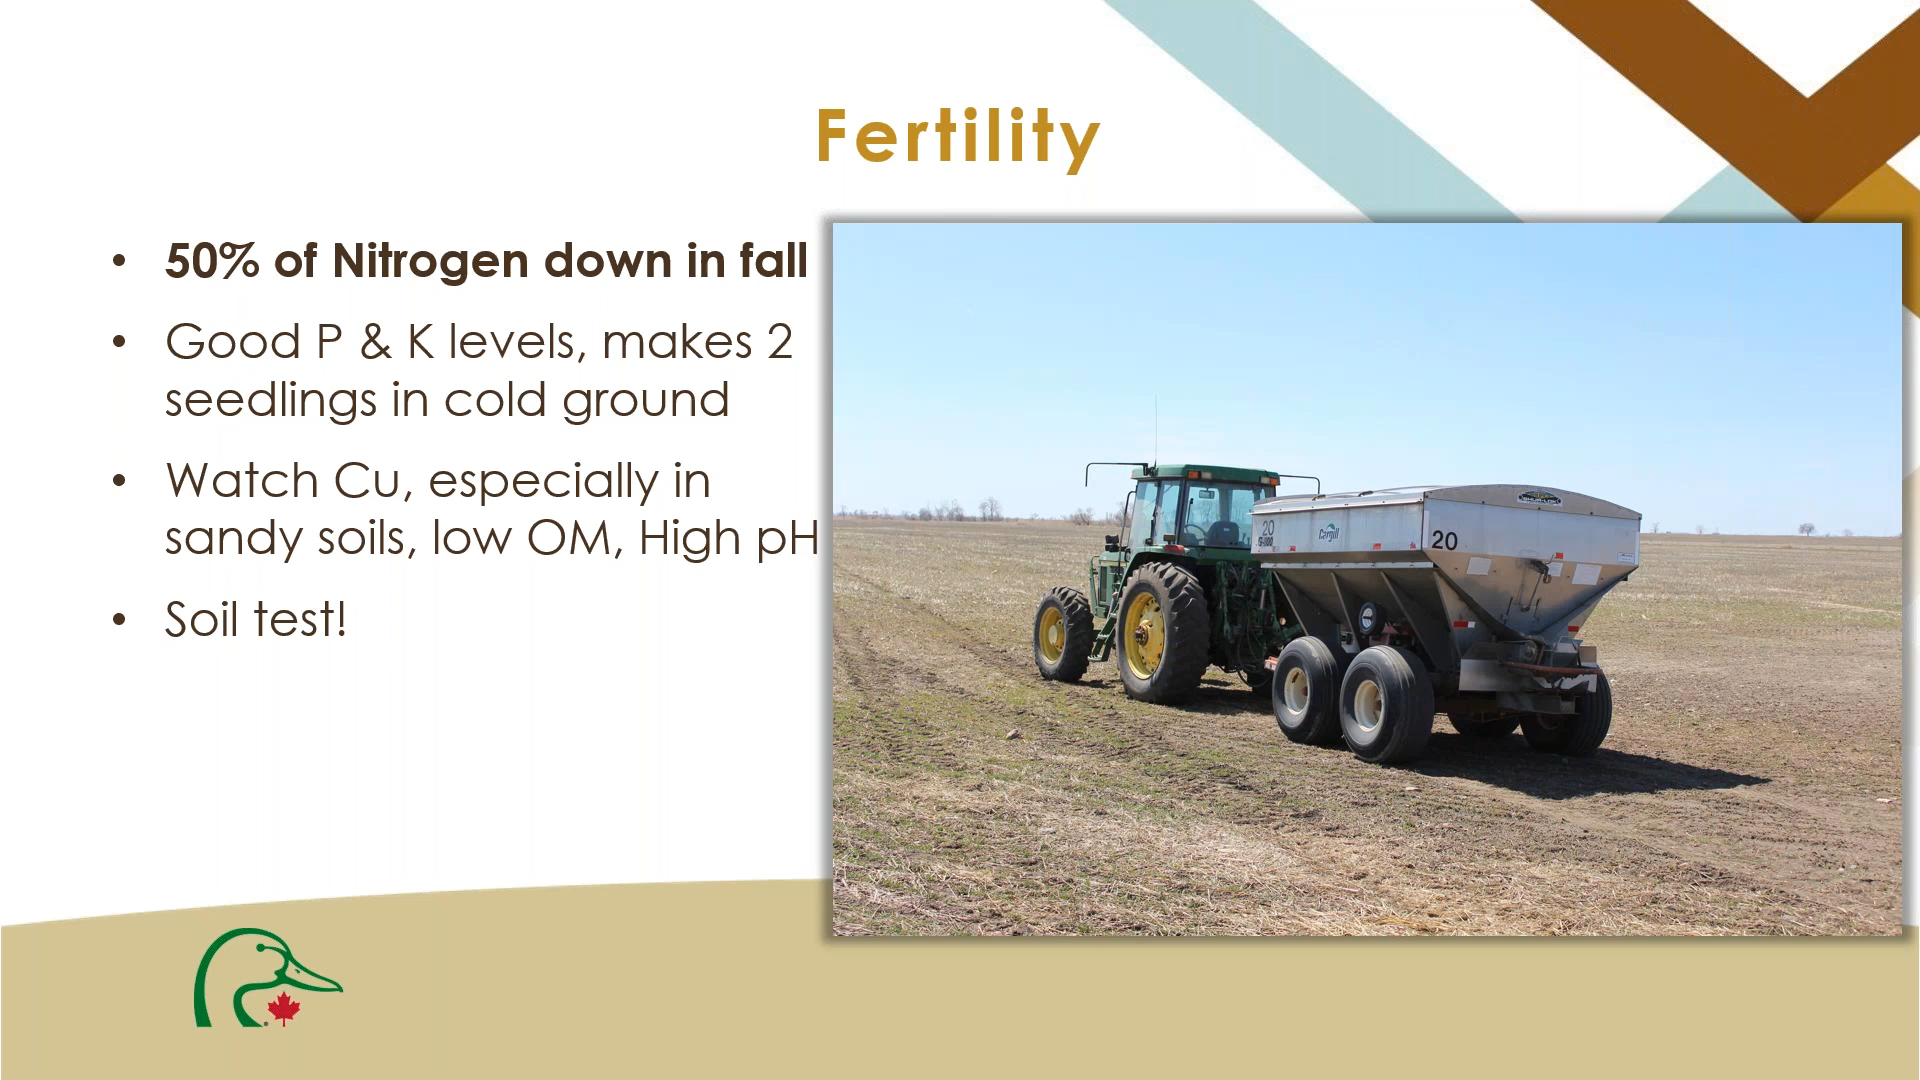 Fertility
• 50% of Nitrogen down in fall
• Good P & K levels, makes 2
seedlings in cold ground
• Watch Cu, especially in
sandy soils, low OM, High pH
• Soil test!
20
Cargill
20